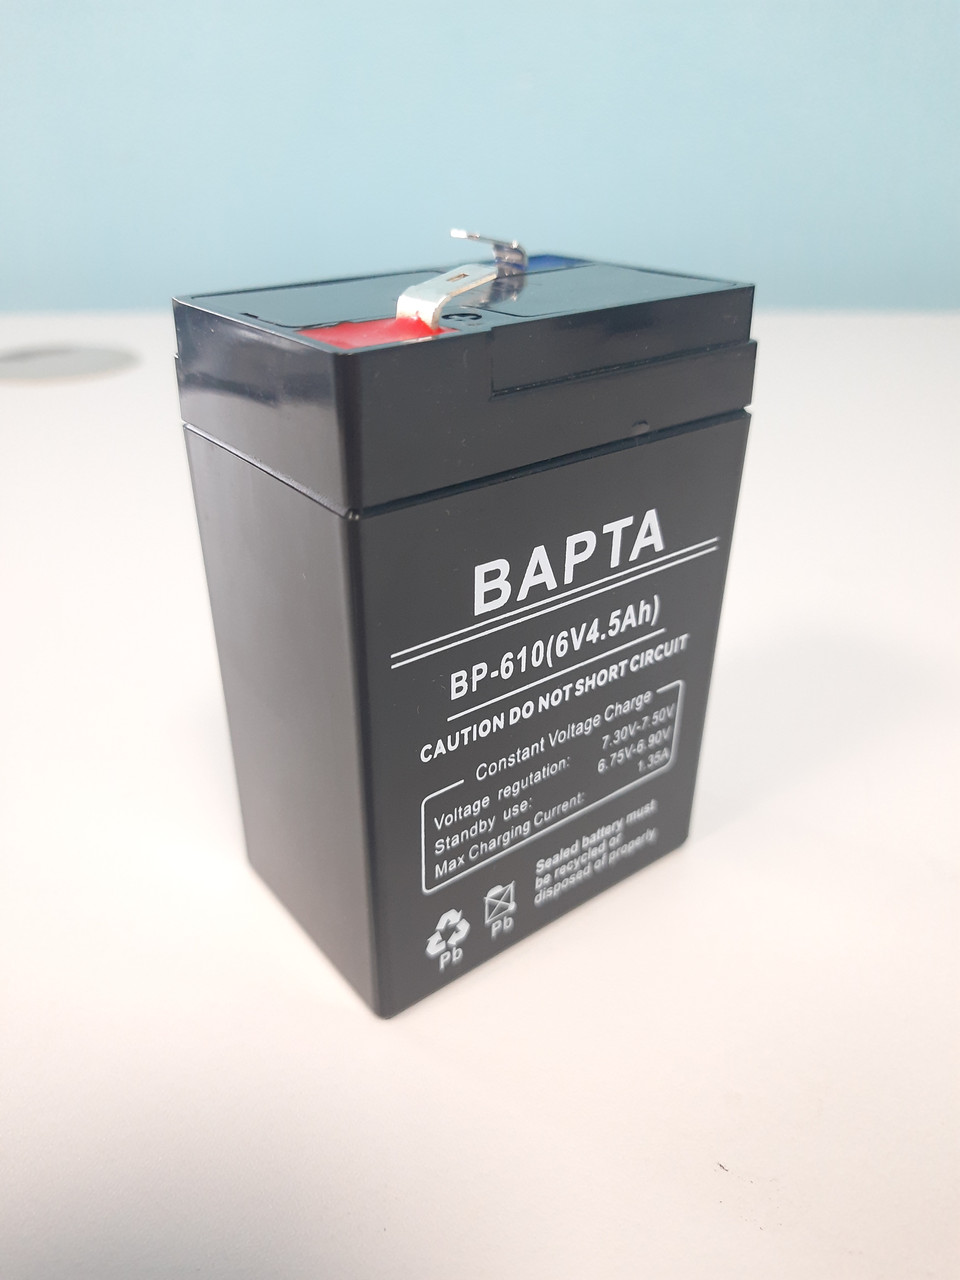 BAPTA
BP-610(6V4.5Ah)
CAUTION DO NOT SHORT CIRCUIT
Constant Voltage Charge
Voltage regutation: 7.30V-7.50V
Standby use: 6.75V-6.90V
Max Charging Current: 1.35A
Sealed battery must
be recycled or
disposed of properly
Pb Pb